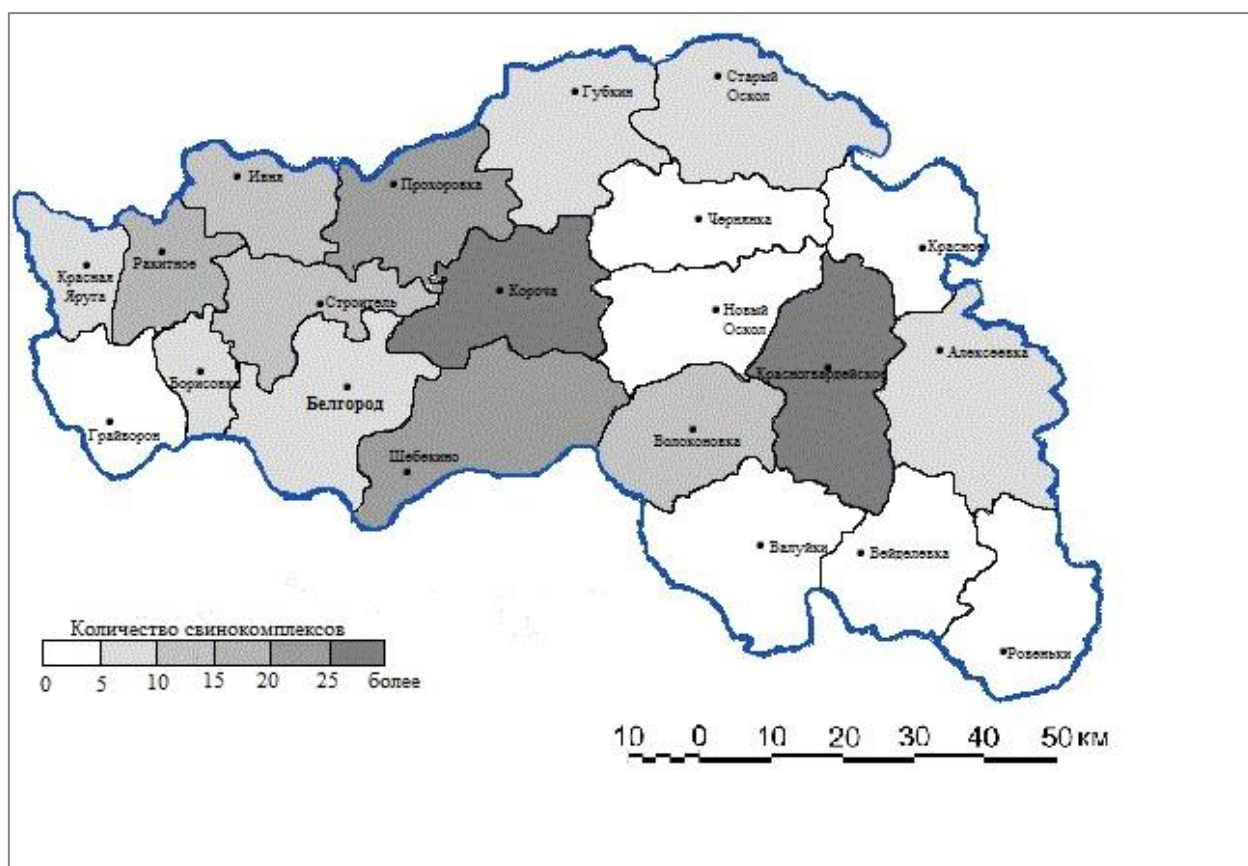 Губкин
Старый
Оскол
Ивня
Прохоровка
Чернянка
Красное
Ракитное
Красная
Яруга
Строитель
Короча
Новый
Оскол
Алексеевка
Борисовка
Белгород
Красногвардейское
Грайворон
Волоконовка
Шебекино
Валуйки
Вейделевка
Ровеньки
Количество свинокомплексов
0 5 10 15 20 25 более
10 0 10 20 30 40 50 км